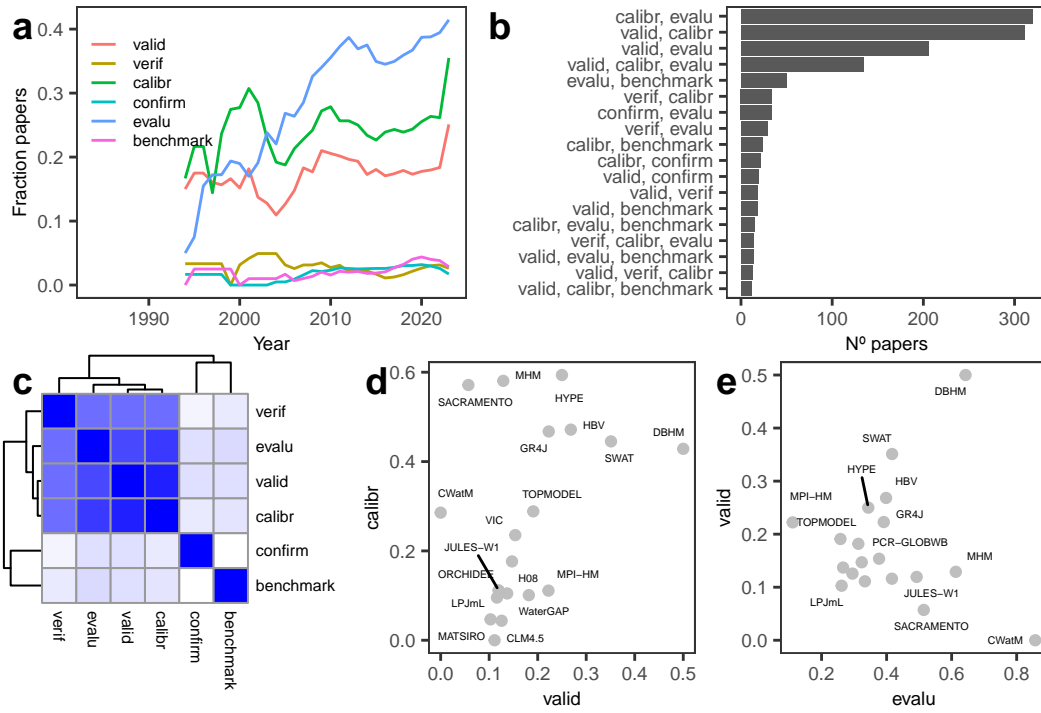 a
0.4
0.3
0.2
0.1
0.0
Fraction papers
valid
verif
calibr
confirm
evalu
benchmark
1990
2000
2010
2020
Year
b
calibr, evalu
valid, calibr
valid, evalu
valid, calibr, evalu
evalu, benchmark
verif, calibr
confirm, evalu
verif, evalu
calibr, benchmark
calibr, confirm
valid, confirm
valid, verif
valid, benchmark
calibr, evalu, benchmark
verif, calibr, evalu
valid, evalu, benchmark
valid, verif, calibr
valid, calibr, benchmark
0
100
200
300
Nº papers
c
verif
evalu
valid
calibr
confirm
benchmark
verif
evalu
valid
calibr
confirm
benchmark
d
0.6
0.4
0.2
0.0
calibr
MHM
SACRAMENTO
HYPE
HBV
GR4J
SWAT
DBHM
CWatM
TOPMODEL
VIC
JULES−W1
ORCHIDEE
H08
MPI−HM
LPJmL
WaterGAP
MATSIRO
CLM4.5
0.0
0.1
0.2
0.3
0.4
0.5
valid
e
0.5
0.4
0.3
0.2
0.1
0.0
valid
DBHM
SWAT
HYPE
HBV
MPI−HM
GR4J
TOPMODEL
PCR−GLOBWB
MHM
LPJmL
JULES−W1
SACRAMENTO
CWatM
0.2
0.4
0.6
0.8
evalu